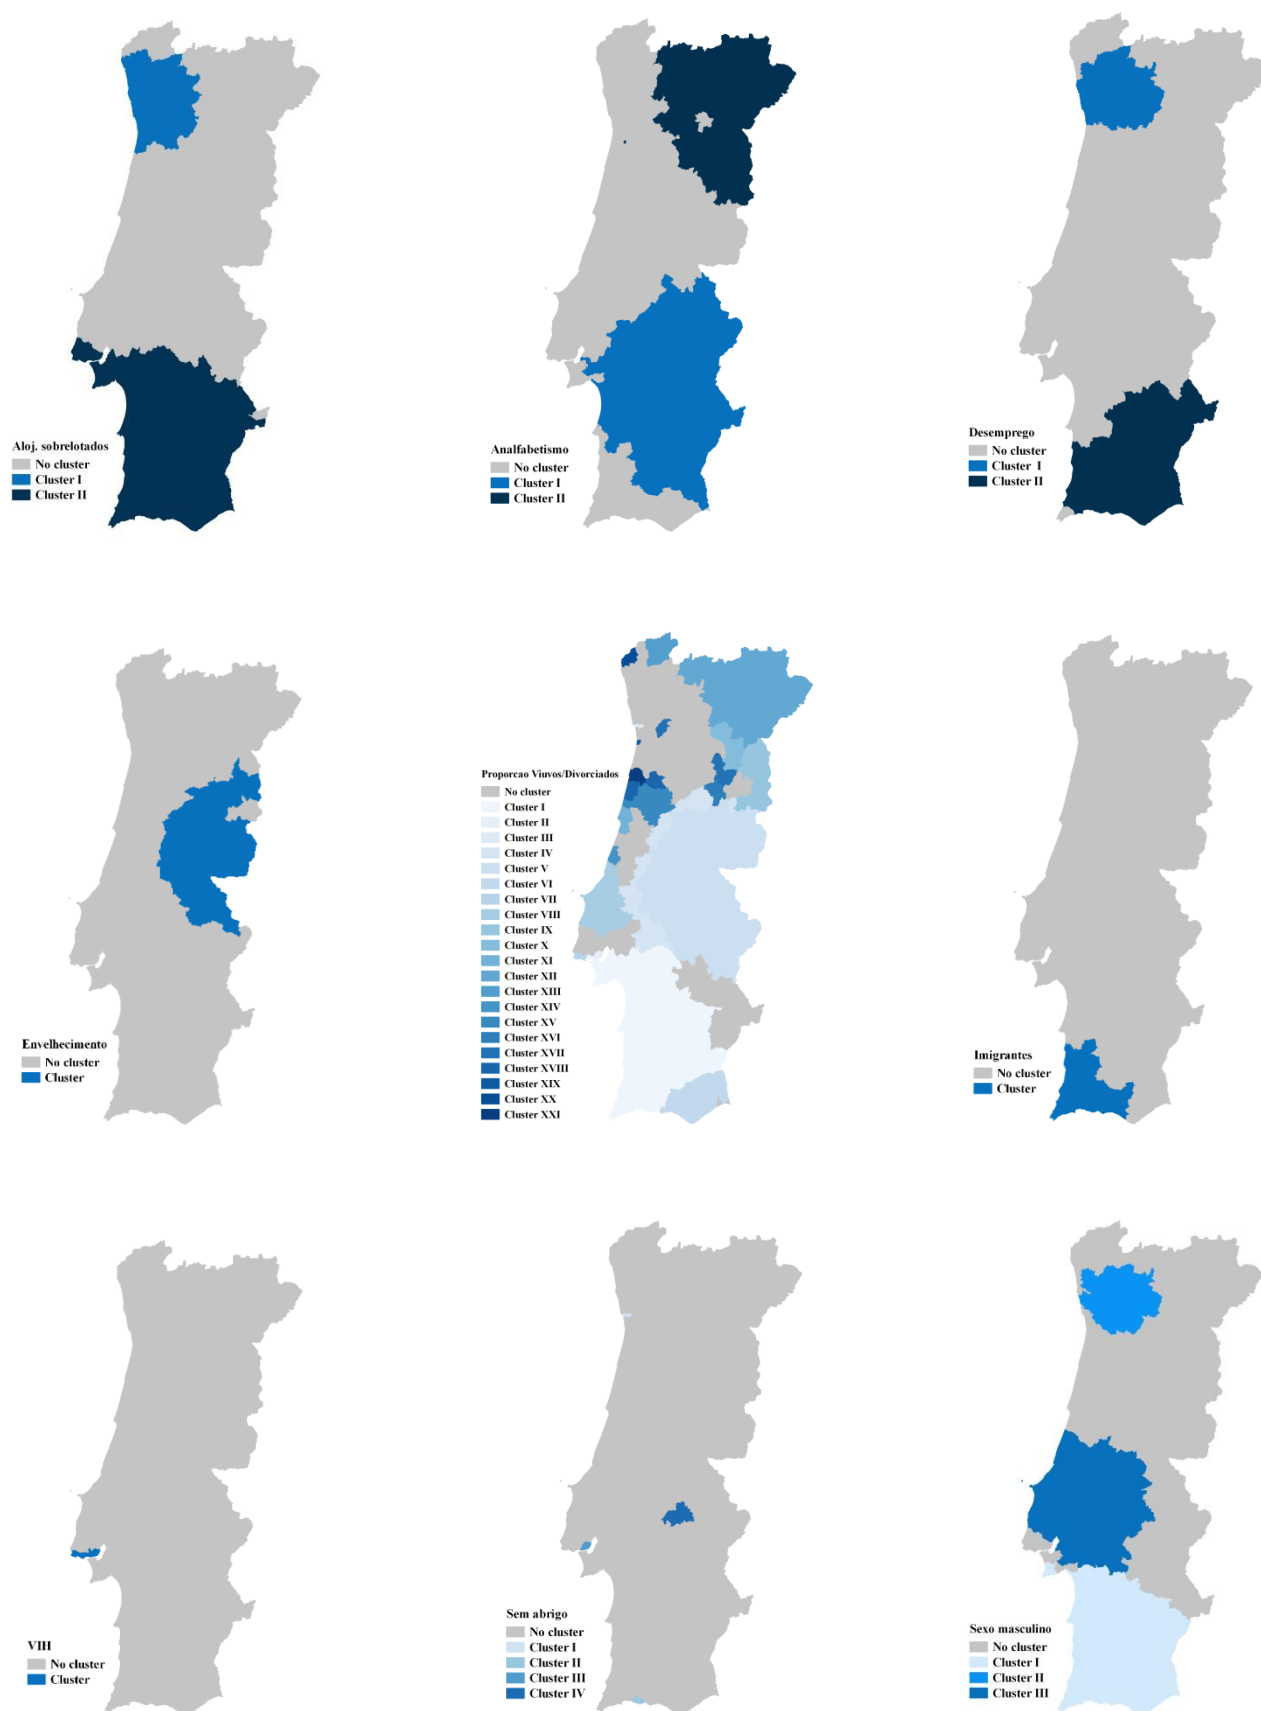 Aloj. sobrelotados
No cluster
Cluster I
Cluster II
Analfabetismo
No cluster
Cluster I
Cluster II
Desemprego
No cluster
Cluster I
Cluster II
Envelhecimento
No cluster
Cluster
Proporcao Viuvos/Divorciados
No cluster
Cluster I
Cluster II
Cluster III
Cluster IV
Cluster V
Cluster VI
Cluster VII
Cluster VIII
Cluster IX
Cluster X
Cluster XI
Cluster XII
Cluster XIII
Cluster XIV
Cluster XV
Cluster XVI
Cluster XVII
Cluster XVIII
Cluster XIX
Cluster XX
Cluster XXI
Imigrantes
No cluster
Cluster
VIH
No cluster
Cluster
Sem abrigo
No cluster
Cluster I
Cluster II
Cluster III
Cluster IV
Sexo masculino
No cluster
Cluster I
Cluster II
Cluster III